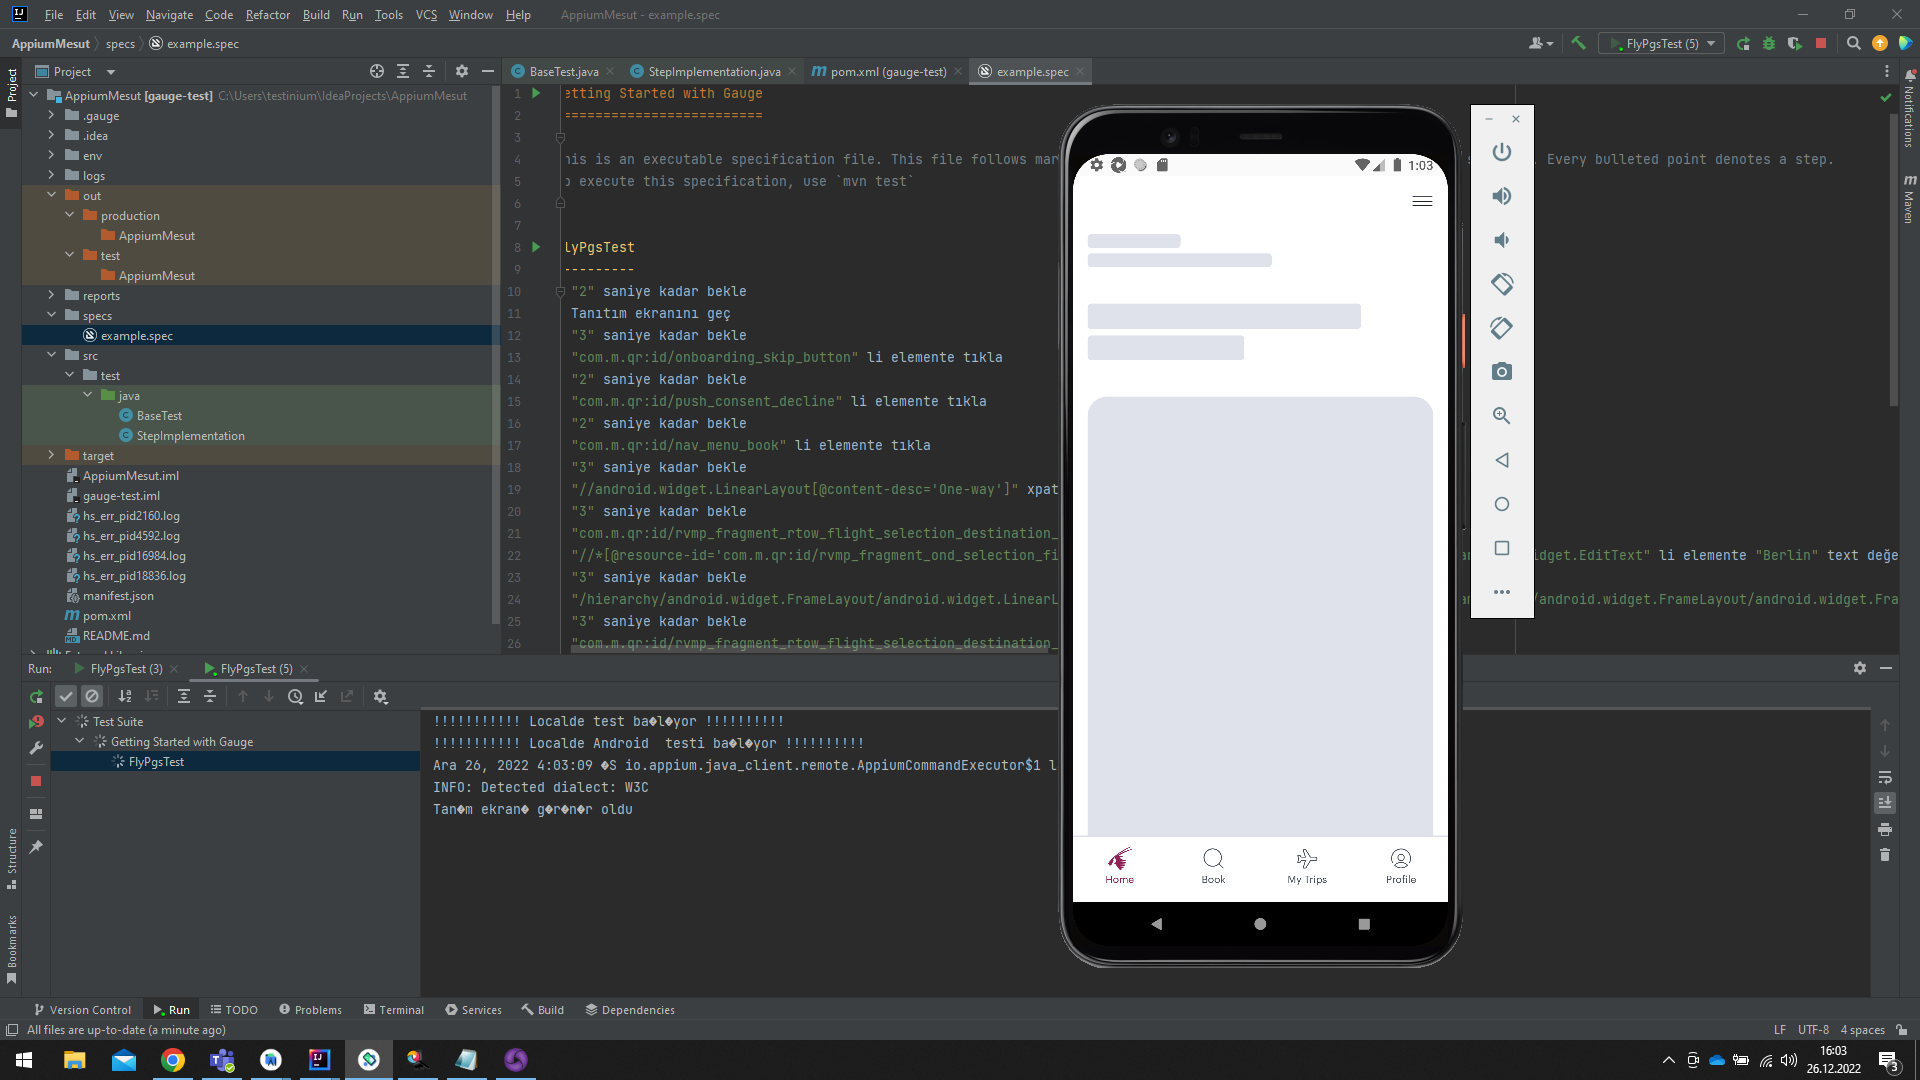 File Edit View Navigate Code Refactor Build Run Tools VCS Window Help AppiumMesut - example.spec
AppiumMesut specs example.spec
FlyPgsTest (5)
Project
Project
BaseTest.java StepImplementation.java pom.xml (gauge-test) example.spec
AppiumMesut [gauge-test] C:\Users\testinium\IdeaProjects\AppiumMesut
.gauge
.idea
env
logs
out
production
AppiumMesut
test
AppiumMesut
reports
specs
example.spec
src
test
java
BaseTest
StepImplementation
target
AppiumMesut.iml
gauge-test.iml
hs_err_pid2160.log
hs_err_pid4592.log
hs_err_pid16984.log
hs_err_pid18836.log
manifest.json
pom.xml
README.md
1 etting Started with Gauge
2 =========================
3
4 his is an executable specification file. This file follows mar Every bulleted point denotes a step.
5 o execute this specification, use `mvn test`
6
7
8 lyPgsTest
9 ---------
10 "2" saniye kadar bekle
11 Tanıtım ekranını geç
12 "3" saniye kadar bekle
13 "com.m.qr:id/onboarding_skip_button" li elemente tıkla
14 "2" saniye kadar bekle
15 "com.m.qr:id/push_consent_decline" li elemente tıkla
16 "2" saniye kadar bekle
17 "com.m.qr:id/nav_menu_book" li elemente tıkla
18 "3" saniye kadar bekle
19 "//android.widget.LinearLayout[@content-desc='One-way']" xpat
20 "3" saniye kadar bekle
21 "com.m.qr:id/rvmp_fragment_rtow_flight_selection_destination_
22 "//*[@resource-id='com.m.qr:id/rvmp_fragment_ond_selection_fi idget.EditText" li elemente "Berlin" text değe
23 "3" saniye kadar bekle
24 "/hierarchy/android.widget.FrameLayout/android.widget.LinearL /android.widget.FrameLayout/android.widget.Fra
25 "3" saniye kadar bekle
26 "com.m.qr:id/rvmp_fragment_rtow_flight_selection_destination_
1:03
Home Book My Trips Profile
Notifications
Maven
Run: FlyPgsTest (3) FlyPgsTest (5)
Test Suite
Getting Started with Gauge
FlyPgsTest
!!!!!!!!!!! Localde test ba�l�yor !!!!!!!!!!
!!!!!!!!!!! Localde Android  testi ba�l�yor !!!!!!!!!!
Ara 26, 2022 4:03:09 �S io.appium.java_client.remote.AppiumCommandExecutor$1 l
INFO: Detected dialect: W3C
Tan�m ekran� g�r�n�r oldu
Structure
Bookmarks
Version Control Run TODO Problems Terminal Services Build Dependencies
All files are up-to-date (a minute ago)
LF UTF-8 4 spaces
16:03
26.12.2022
3